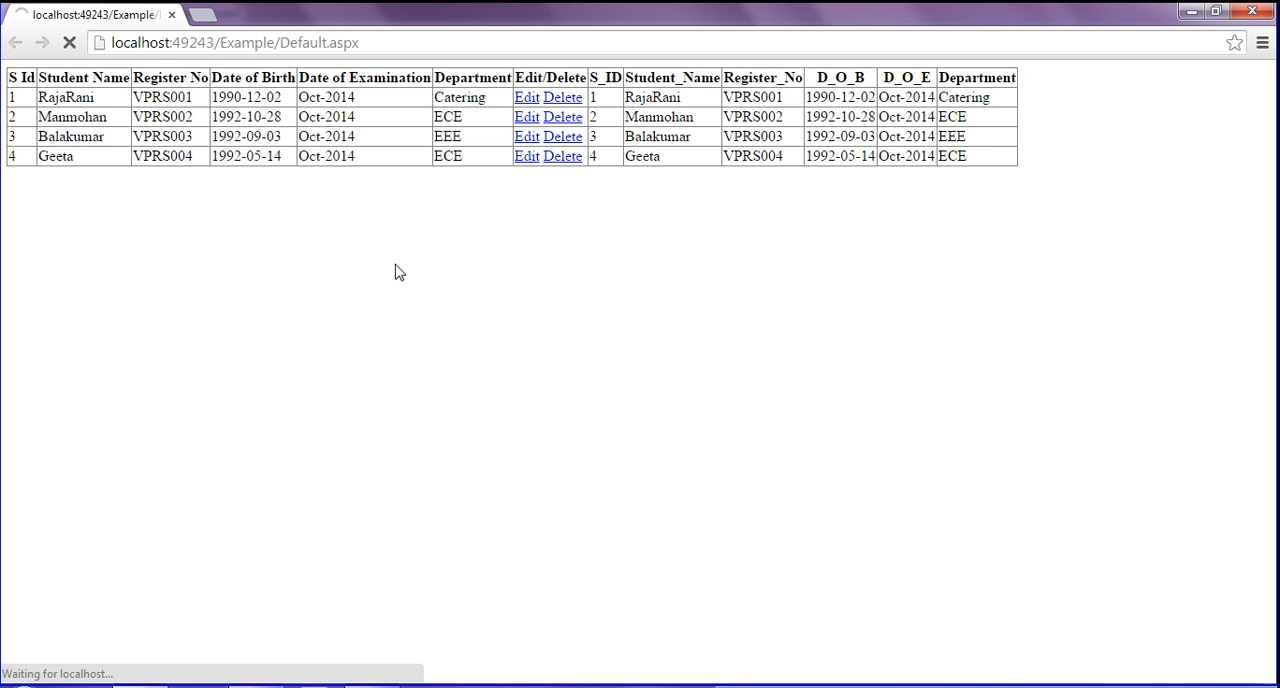 localhost:49243/Example/
localhost:49243/Example/Default.aspx
S Id Student Name Register No Date of Birth Date of Examination Department Edit/Delete S_ID Student_Name Register_No D_O_B D_O_E Department
1 RajaRani VPRS001 1990-12-02 Oct-2014 Catering Edit Delete 1 RajaRani VPRS001 1990-12-02 Oct-2014 Catering
2 Manmohan VPRS002 1992-10-28 Oct-2014 ECE Edit Delete 2 Manmohan VPRS002 1992-10-28 Oct-2014 ECE
3 Balakumar VPRS003 1992-09-03 Oct-2014 EEE Edit Delete 3 Balakumar VPRS003 1992-09-03 Oct-2014 EEE
4 Geeta VPRS004 1992-05-14 Oct-2014 ECE Edit Delete 4 Geeta VPRS004 1992-05-14 Oct-2014 ECE
Waiting for localhost...